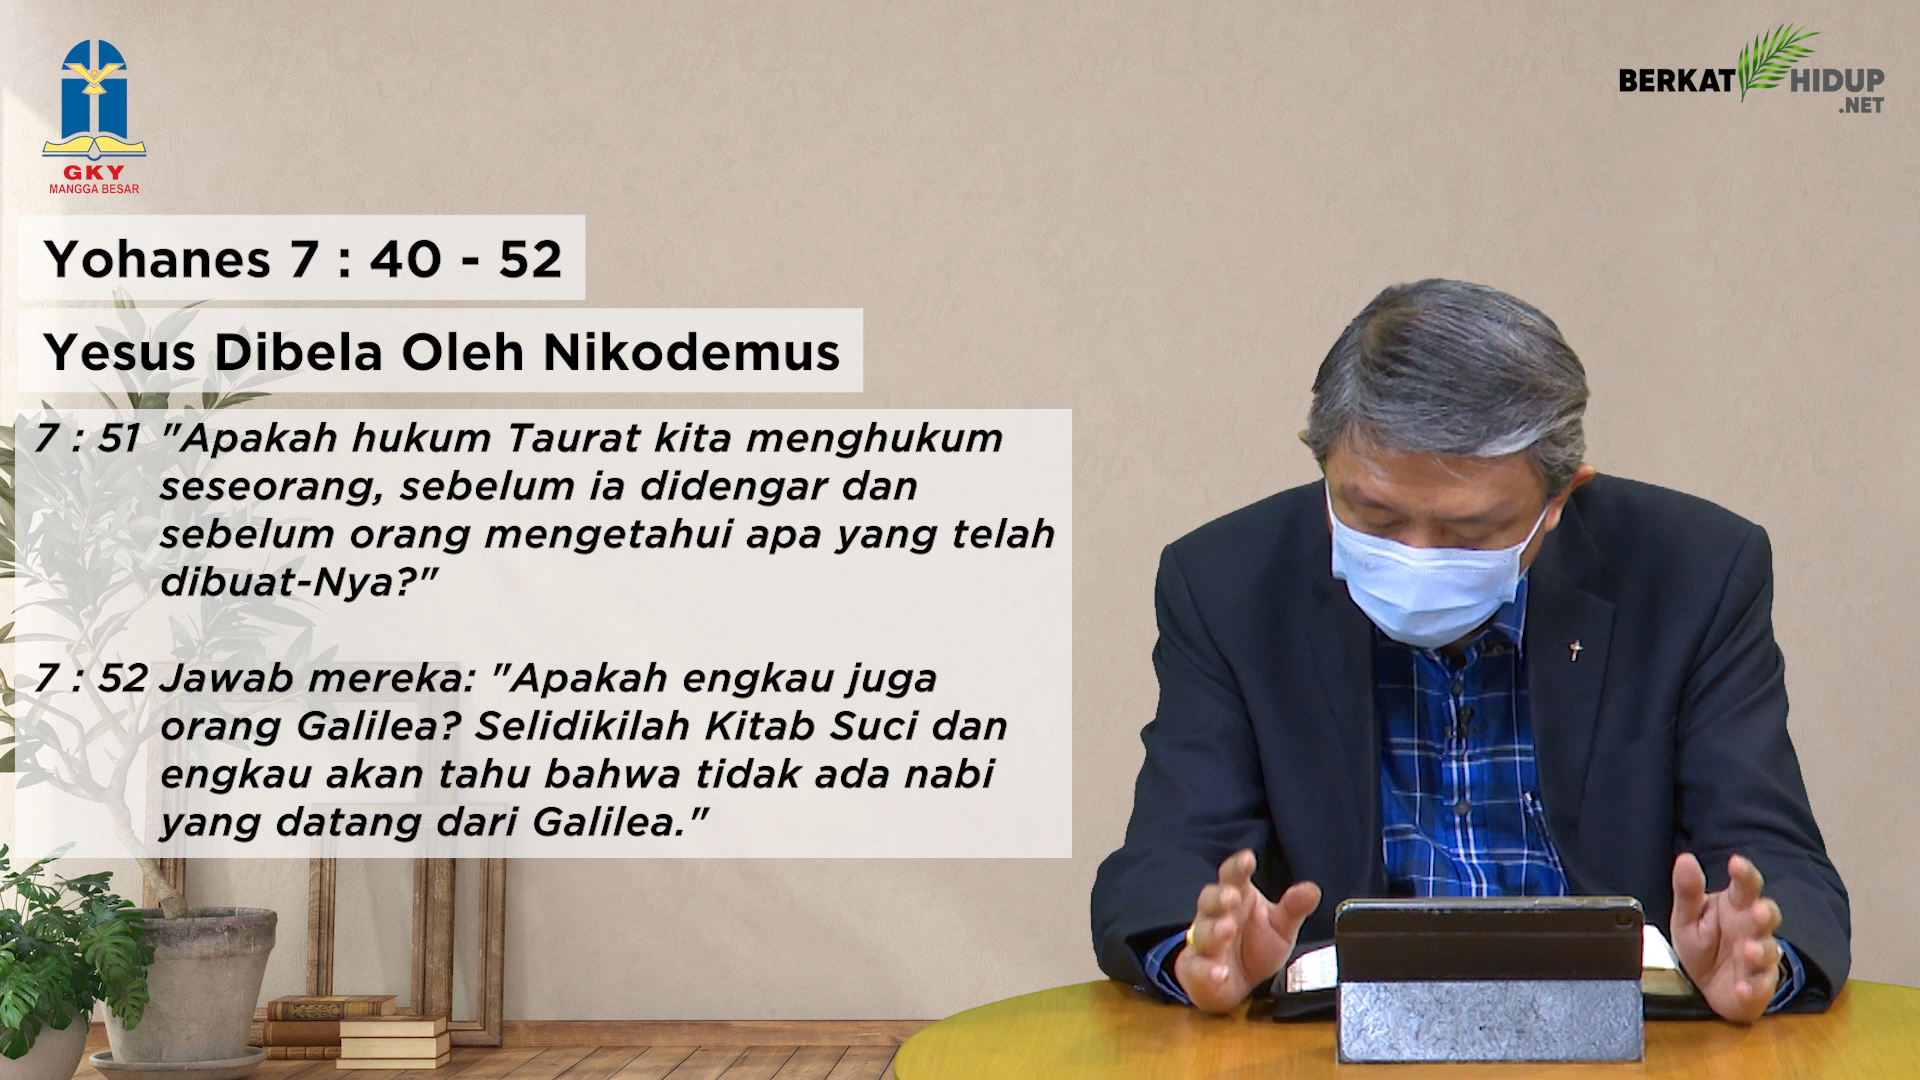 GKY
MANGGA BESAR
BERKAT HIDUP
.NET
Yohanes 7 : 40 - 52
Yesus Dibela Oleh Nikodemus
7 : 51 "Apakah hukum Taurat kita menghukum
seseorang, sebelum ia didengar dan
sebelum orang mengetahui apa yang telah
dibuat-Nya?"
7 : 52 Jawab mereka: "Apakah engkau juga
orang Galilea? Selidikilah Kitab Suci dan
engkau akan tahu bahwa tidak ada nabi
yang datang dari Galilea."